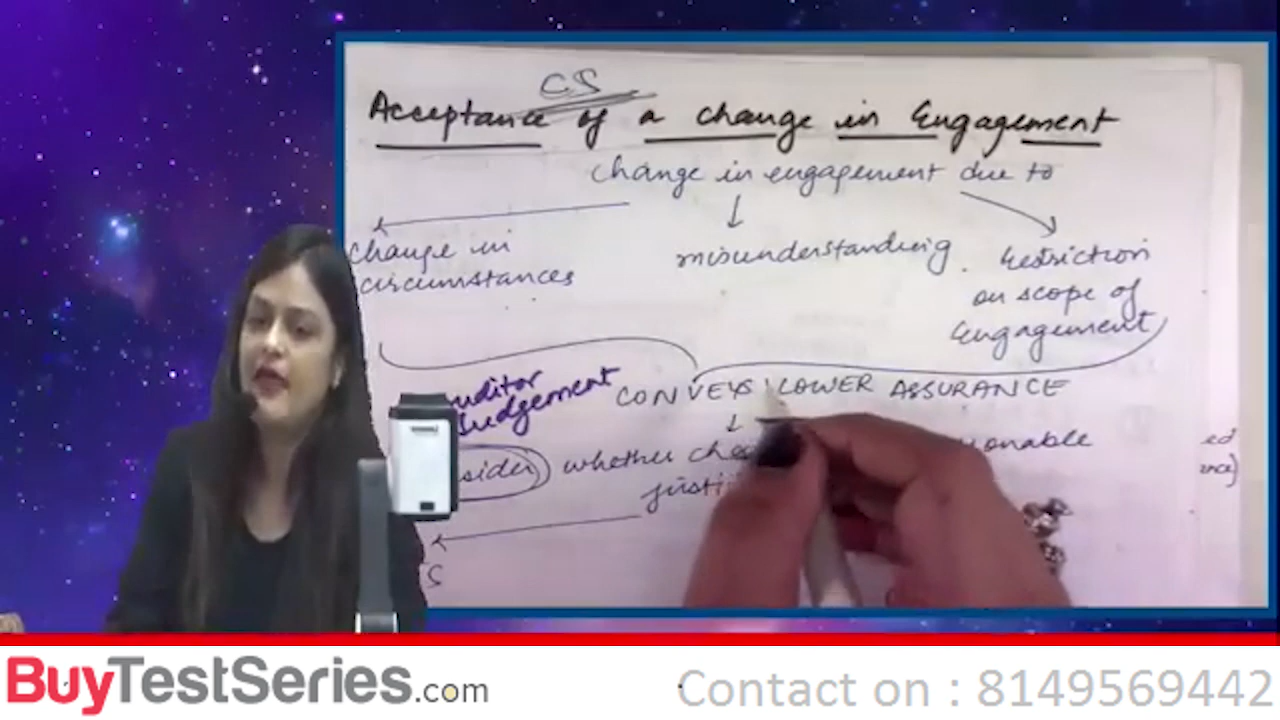 CS
Acceptance of a change in Engagement
change in engagement due to
change in
circumstances
misunderstanding
restriction
on scope of
Engagement
auditor
Judgement
CONVEYS LOWER ASSURANCE
whether
BuyTestSeries.com
Contact on : 8149569442